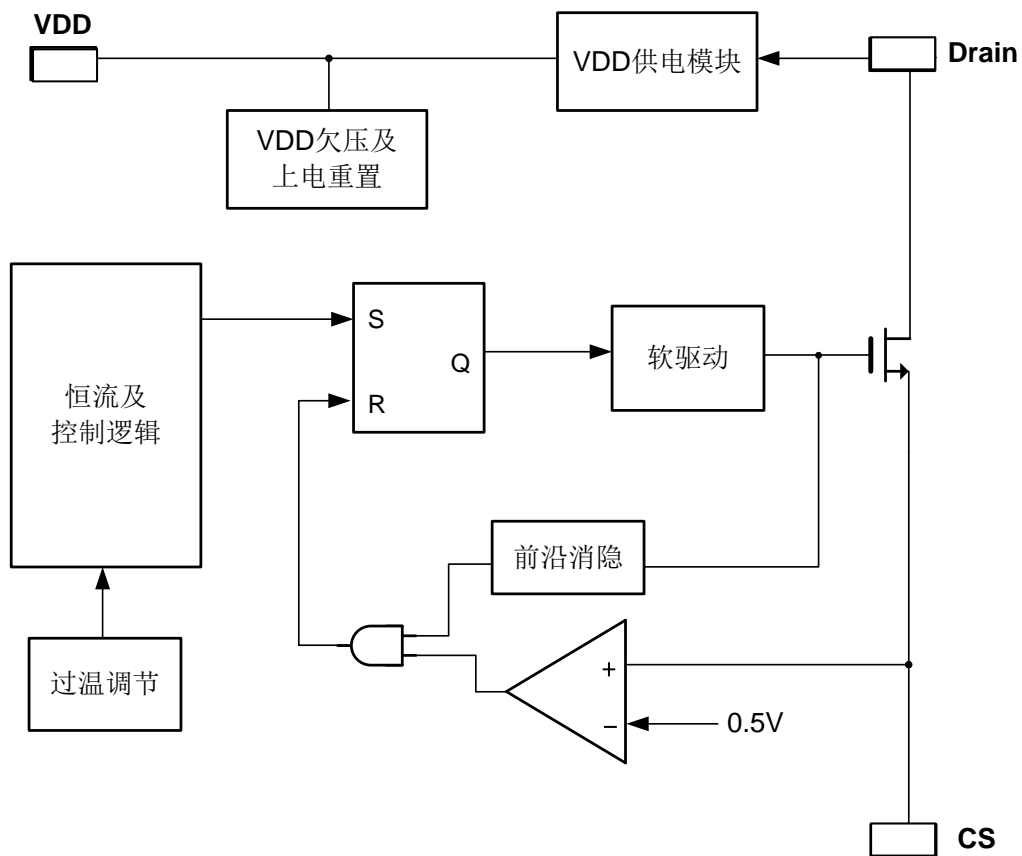 VDD
VDD供电模块
Drain
VDD欠压及
上电重置
恒流及
控制逻辑
S
Q
R
软驱动
前沿消隐
过温调节
+
−
0.5V
CS